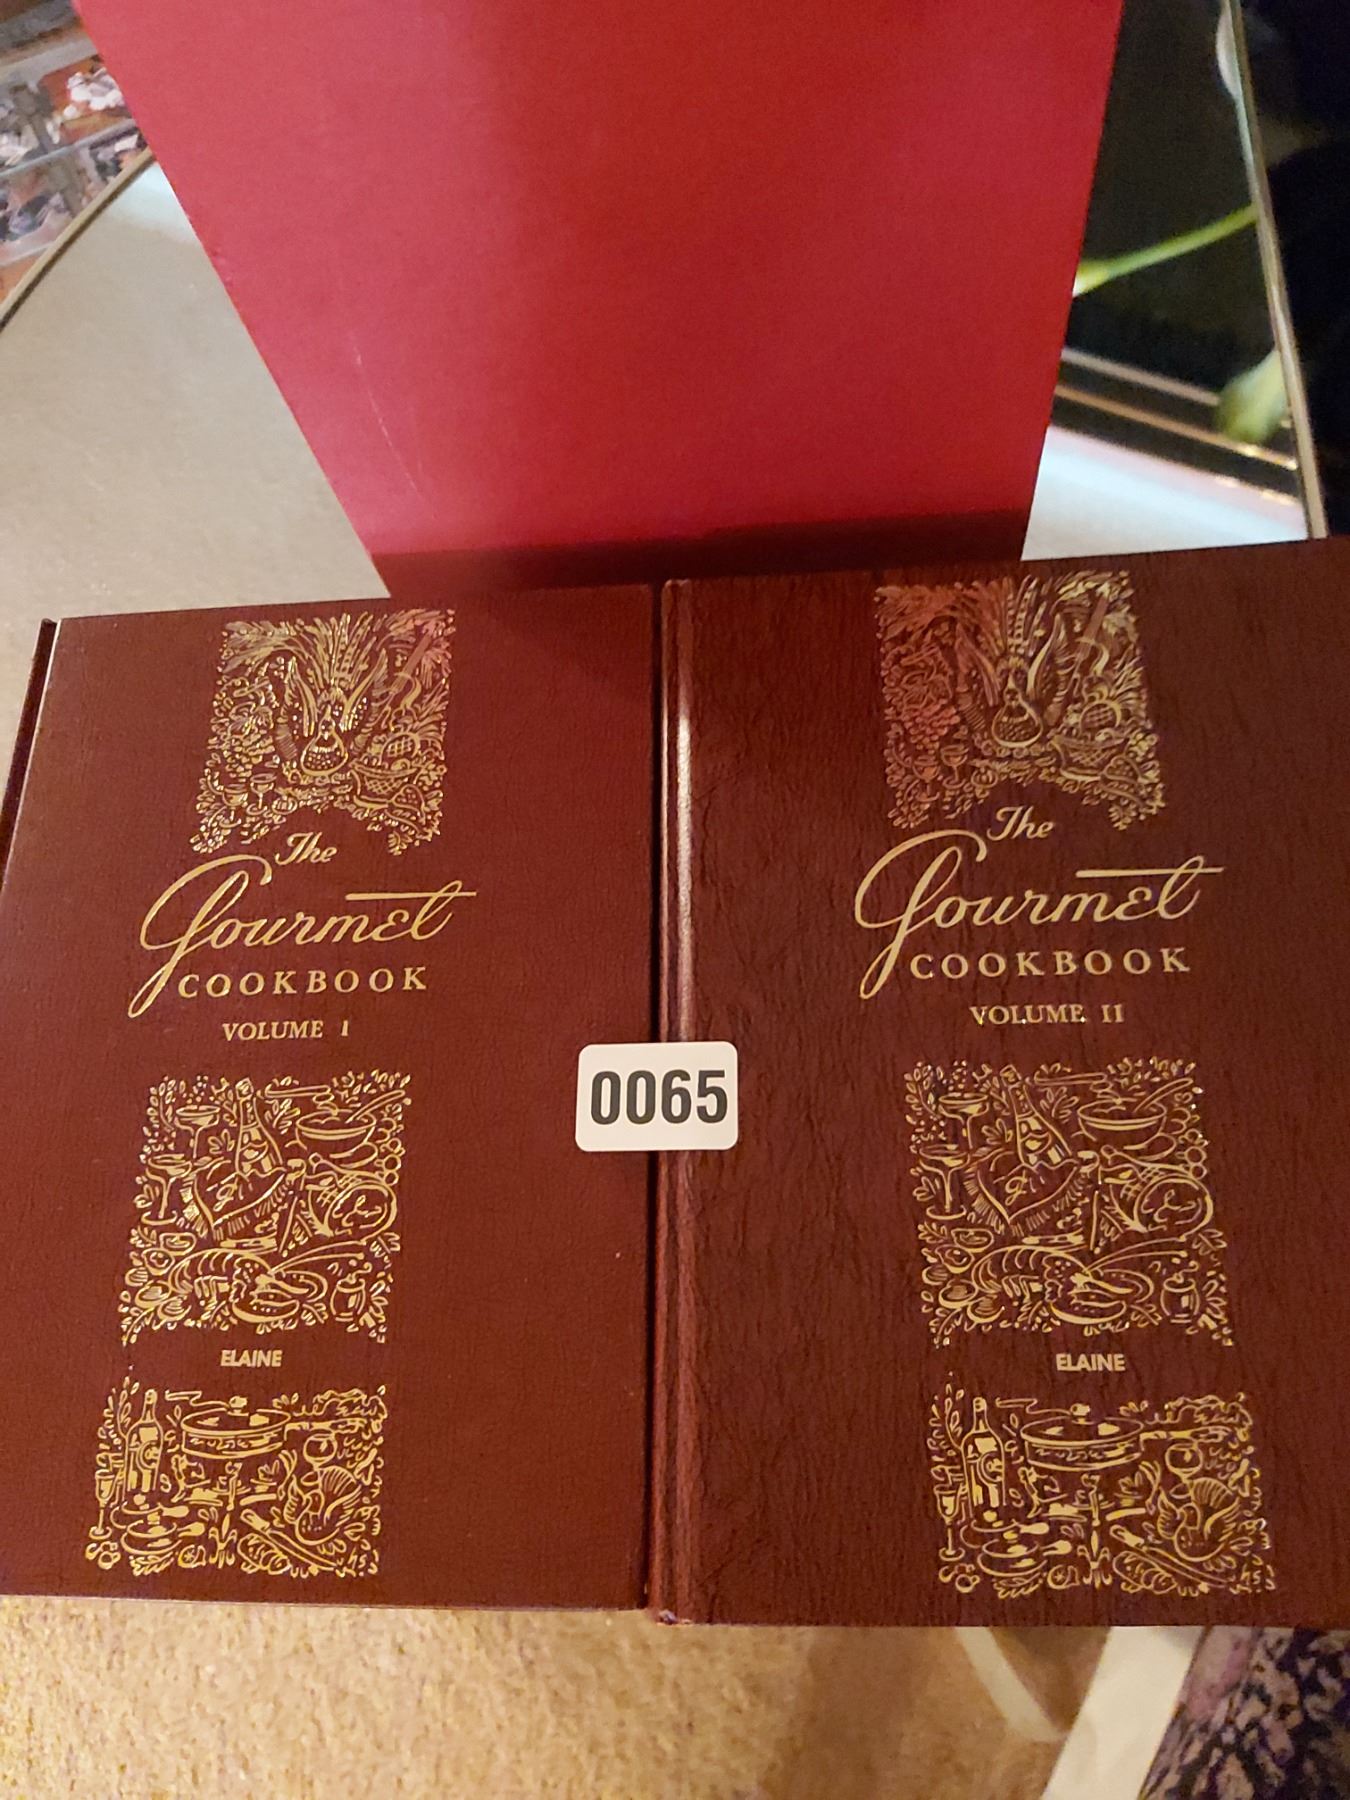 The
Gourmet
COOKBOOK
VOLUME I
ELAINE
The
Gourmet
COOKBOOK
VOLUME II
ELAINE
0065